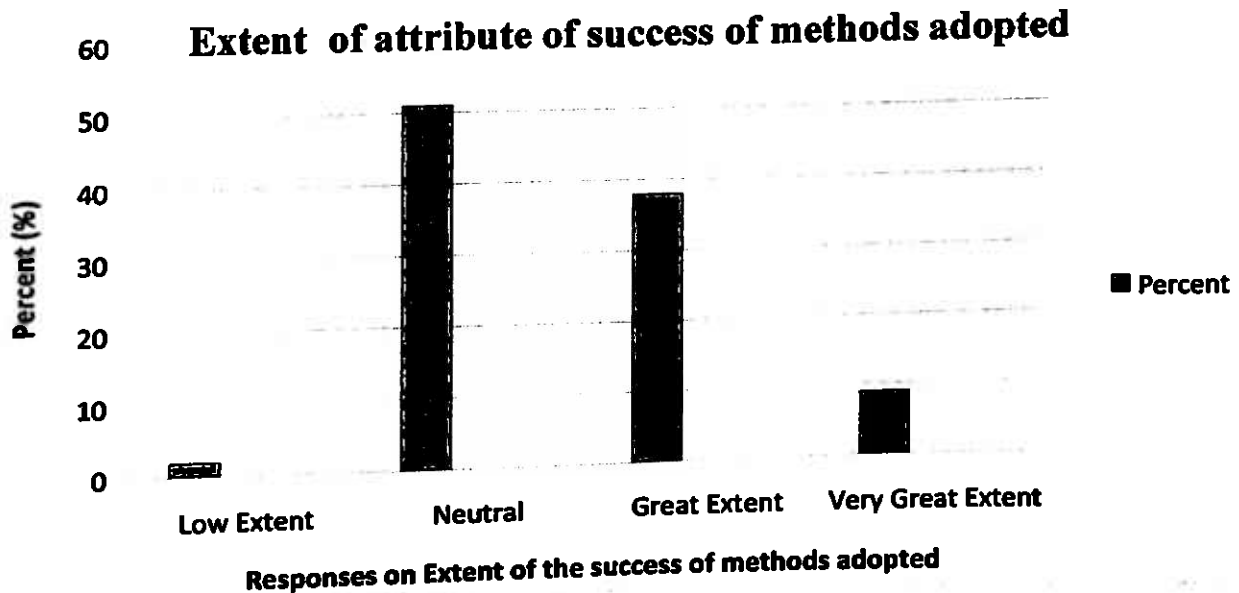 Extent of attribute of success of methods adopted
60
50
40
30
20
10
0
Percent (%)
Percent
Low Extent
Neutral
Great Extent
Very Great Extent
Responses on Extent of the success of methods adopted